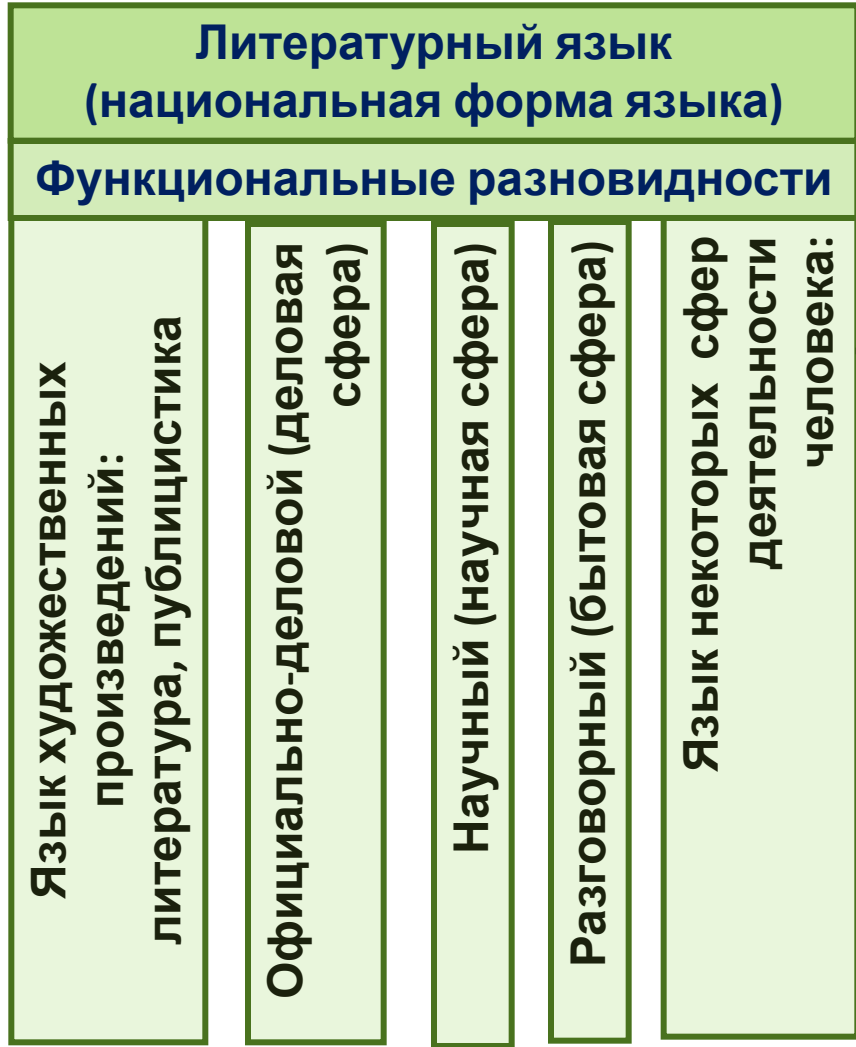 Литературный язык
(национальная форма языка)
Функциональные разновидности
Язык художественных
произведений:
литература, публицистика
Официально-деловой (деловая
сфера)
Научный (научная сфера)
Разговорный (бытовая сфера)
Язык некоторых сфер
деятельности
человека: